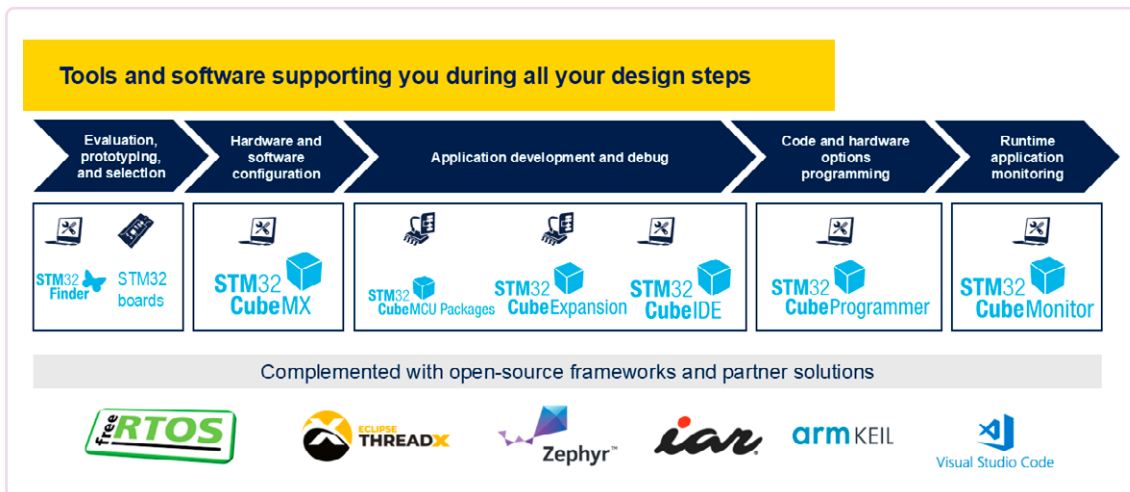 Tools and software supporting you during all your design steps
Evaluation,
prototyping,
and selection
Hardware and
software
configuration
Application development and debug
Code and hardware
options
programming
Runtime
application
monitoring
STM32
Finder
STM32
boards
STM32
CubeMX
STM32
CubeMCU Packages
STM32
CubeExpansion
STM32
CubeIDE
STM32
CubeProgrammer
STM32
CubeMonitor
Complemented with open-source frameworks and partner solutions
free RTOS
ECLIPSE
THREADX
Zephyr™
iar
arm KEIL
Visual Studio Code